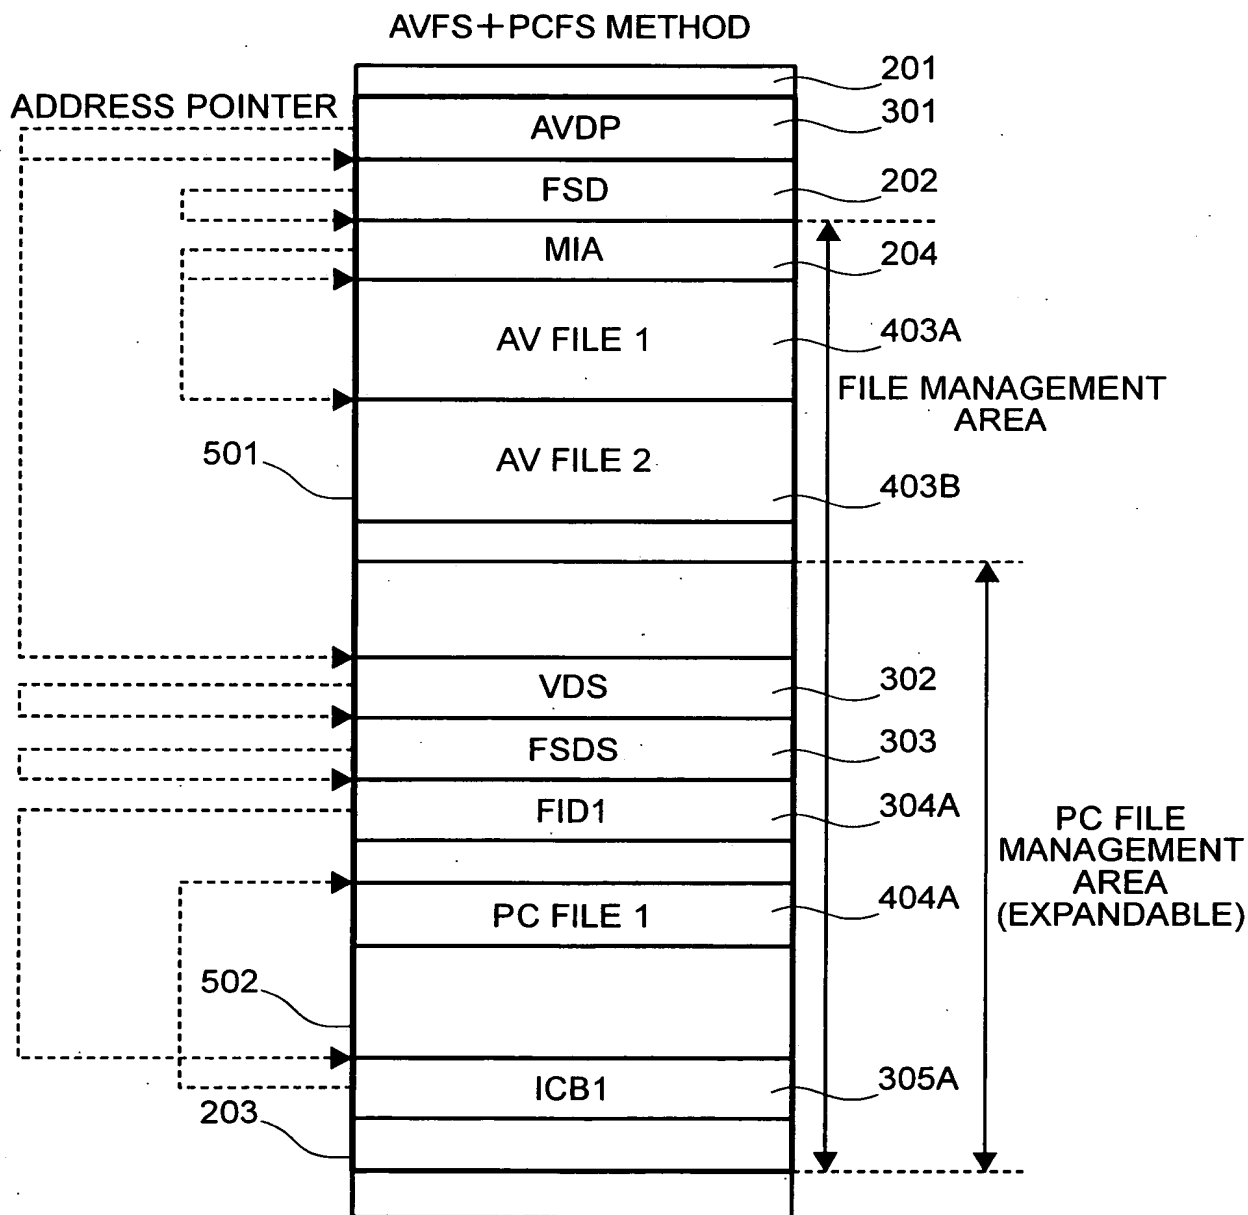 AVFS+PCFS METHOD
201
ADDRESS POINTER
301
AVDP
202
FSD
MIA
204
403A
AV FILE 1
FILE MANAGEMENT
AREA
501
AV FILE 2
403B
302
VDS
303
FSDS
304A
FID1
PC FILE
MANAGEMENT
AREA
(EXPANDABLE)
404A
PC FILE 1
502
305A
ICB1
203